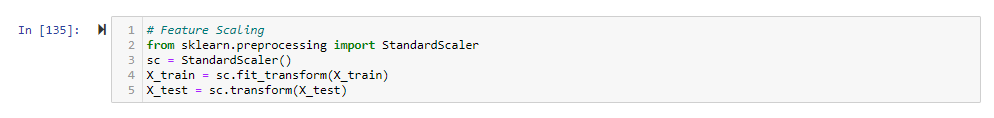 In [135]:
1 # Feature Scaling
2 from sklearn.preprocessing import StandardScaler
3 sc = StandardScaler()
4 X_train = sc.fit_transform(X_train)
5 X_test = sc.transform(X_test)